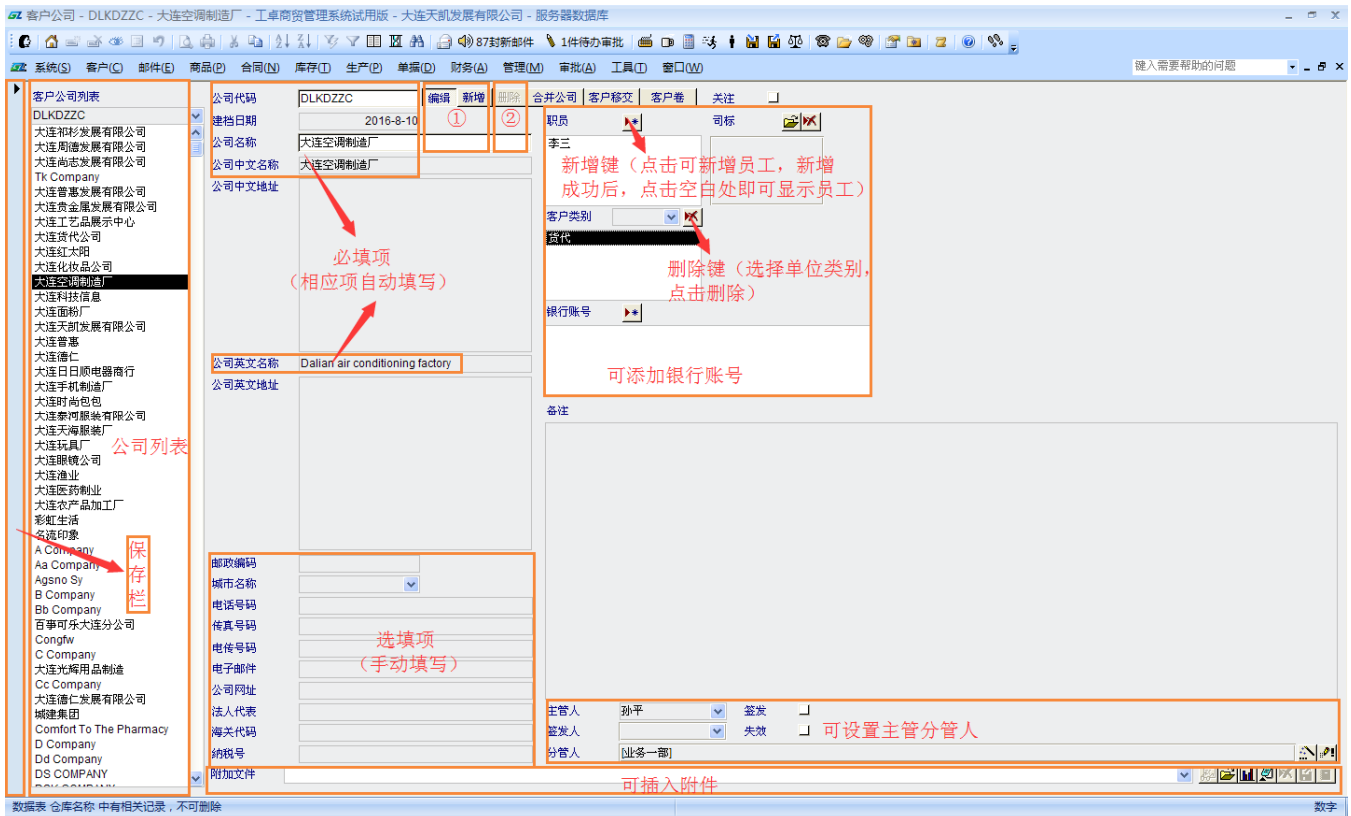 客户公司 - DLKDZZC - 大连空调制造厂 - 工卓商贸管理系统试用版 - 大连天凯发展有限公司 - 服务器数据库
87封新邮件 1件待办审批
系统(S) 客户(C) 邮件(E) 商品(P) 合同(N) 库存(T) 生产(P) 单据(D) 财务(A) 管理(M) 审批(A) 工具(T) 窗口(W) 键入需要帮助的问题
客户公司列表
DLKDZZC
大连祁杉发展有限公司
大连周德发展有限公司
大连尚志发展有限公司
Tk Company
大连普惠发展有限公司
大连贵金属发展有限公司
大连工艺品展示中心
大连货代公司
大连红太阳
大连化妆品公司
大连空调制造厂
大连科技信息
大连面粉厂
大连天凯发展有限公司
大连普惠
大连德仁
大连日日顺电器商行
大连手机制造厂
大连时尚包包
大连泰河服装有限公司
大连天海服装厂
大连玩具厂
大连眼镜公司
大连渔业
大连医药制业
大连农产品加工厂
彩虹生活
名流印象
A Company
Aa Company
Agsno Sy
B Company
Bb Company
百事可乐大连分公司
Congfw
C Company
大连光辉用品制造
Cc Company
大连德仁发展有限公司
城建集团
Comfort To The Pharmacy
D Company
Dd Company
DS COMPANY
公司列表
保存栏
公司代码 DLKDZZC 编辑 新增 删除 合并公司 客户移交 客户卷 关注
建档日期 2016-8-10 ① ②
公司名称 大连空调制造厂
公司中文名称 大连空调制造厂
公司中文地址
必填项
（相应项自动填写）
公司英文名称 Dalian air conditioning factory
公司英文地址
邮政编码
城市名称
电话号码
传真号码
电传号码
电子邮件
公司网址
法人代表
海关代码
纳税号
选填项
（手动填写）
职员 司标
李三
新增键（点击可新增员工，新增
成功后，点击空白处即可显示员工）
客户类别
货代
删除键（选择单位类别，
点击删除）
银行账号
可添加银行账号
备注
主管人 孙平 签发
签发人 失效
分管人 [业务一部]
可设置主管分管人
附加文件
可插入附件
数据表 仓库名称 中有相关记录，不可删除 数字